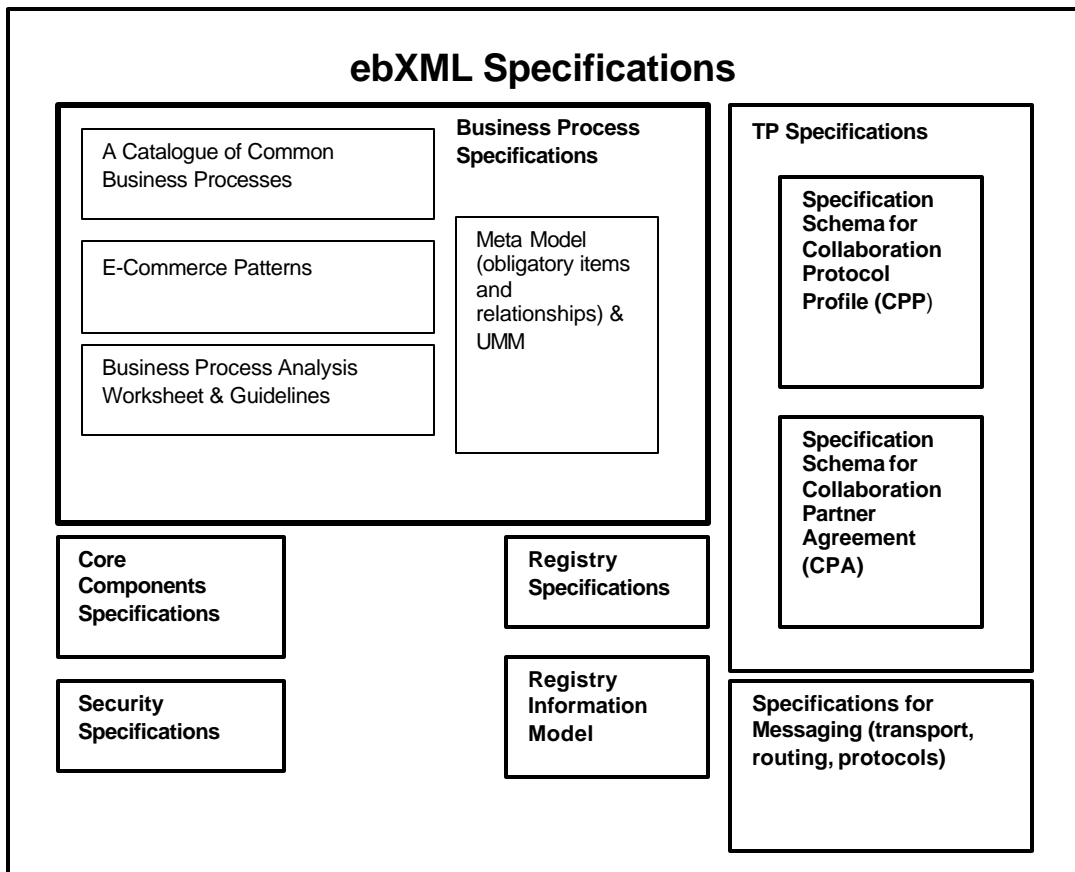 ebXML Specifications
A Catalogue of Common
Business Processes
E-Commerce Patterns
Business Process Analysis
Worksheet & Guidelines
Business Process
Specifications
Meta Model
(obligatory items
and
relationships) &
UMM
TP Specifications
Specification
Schema for
Collaboration
Protocol
Profile (CPP)
Specification
Schema for
Collaboration
Partner
Agreement
(CPA)
Core
Components
Specifications
Registry
Specifications
Security
Specifications
Registry
Information
Model
Specifications for
Messaging (transport,
routing, protocols)